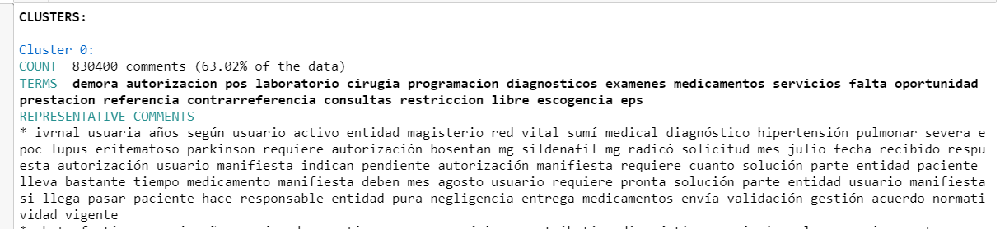 CLUSTERS:
Cluster 0:
COUNT  830400 comments (63.02% of the data)
TERMS  demora autorizacion pos laboratorio cirugia programacion diagnosticos examenes medicamentos servicios falta oportunidad
prestacion referencia contrarreferencia consultas restriccion libre escogencia eps
REPRESENTATIVE COMMENTS
* ivrnal usuaria años según usuario activo entidad magisterio red vital sumí medical diagnóstico hipertensión pulmonar severa e
poc lupus eritematoso parkinson requiere autorización bosentan mg sildenafil mg radicó solicitud mes julio fecha recibido respu
esta autorización usuario manifiesta indican pendiente autorización manifiesta requiere cuanto solución parte entidad paciente
lleva bastante tiempo medicamento manifiesta deben mes agosto usuario requiere pronta solución parte entidad usuario manifiesta
si llega pasar paciente hace responsable entidad pura negligencia entrega medicamentos envía validación gestión acuerdo normati
vidad vigente